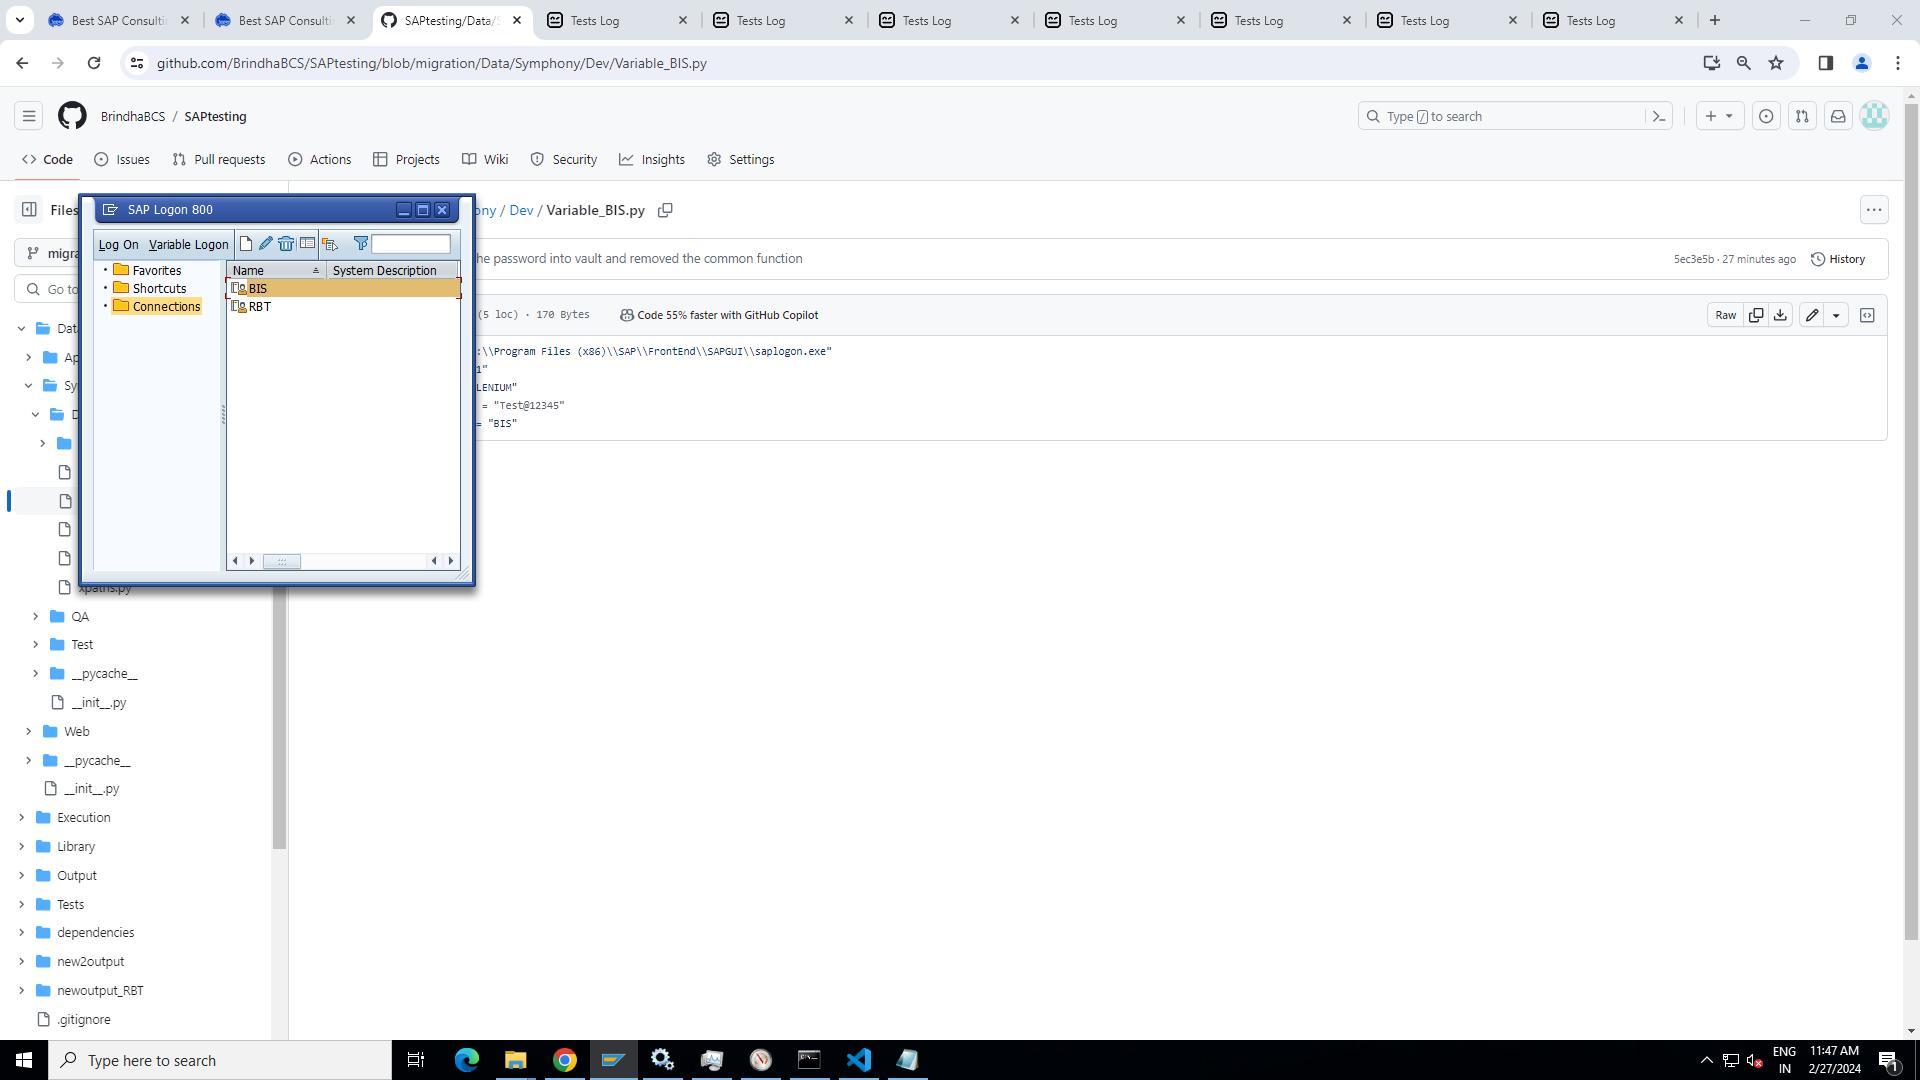 Best SAP Consulti
Best SAP Consulti
SAPtesting/Data/S
Tests Log
Tests Log
Tests Log
Tests Log
Tests Log
Tests Log
Tests Log
github.com/BrindhaBCS/SAPtesting/blob/migration/Data/Symphony/Dev/Variable_BIS.py
BrindhaBCS / SAPtesting
Type / to search
Code
Issues
Pull requests
Actions
Projects
Wiki
Security
Insights
Settings
Files
ony / Dev / Variable_BIS.py
SAP Logon 800
Log On Variable Logon
Favorites
Shortcuts
Connections
Name System Description
BIS
RBT
migra
Go to
he password into vault and removed the common function
5ec3e5b · 27 minutes ago
History
(5 loc) · 170 Bytes
Code 55% faster with GitHub Copilot
Raw
:\\Program Files (x86)\\SAP\\FrontEnd\\SAPGUI\\saplogon.exe"
1"
LENIUM"
= "Test@12345"
= "BIS"
Data
Ap
Sy
D
xpaths.py
QA
Test
__pycache__
__init__.py
Web
__pycache__
__init__.py
Execution
Library
Output
Tests
dependencies
new2output
newoutput_RBT
.gitignore
Type here to search
ENG
IN
11:47 AM
2/27/2024
1